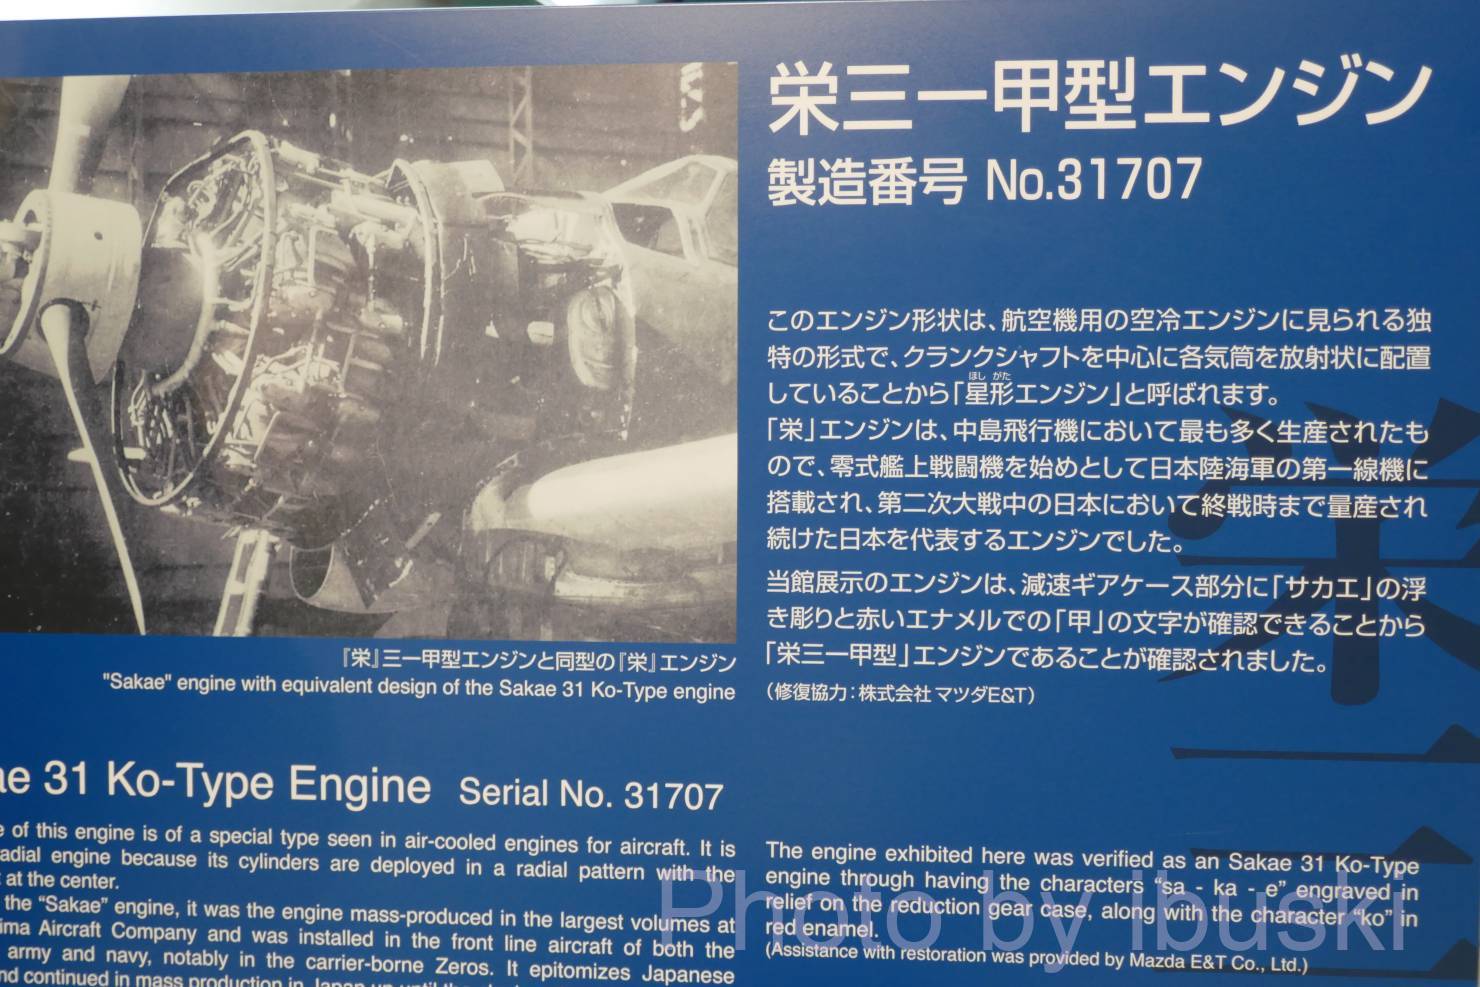 栄三一甲型エンジン
製造番号 No.31707
このエンジン形状は、航空機用の空冷エンジンに見られる独
特の形式で、クランクシャフトを中心に各気筒を放射状に配置
ほし がた
していることから「星形エンジン」と呼ばれます。
「栄」エンジンは、中島飛行機において最も多く生産されたも
ので、零式艦上戦闘機を始めとして日本陸海軍の第一線機に
搭載され、第二次大戦中の日本において終戦時まで量産され
続けた日本を代表するエンジンでした。
当館展示のエンジンは、減速ギアケース部分に「サカエ」の浮
き彫りと赤いエナメルでの「甲」の文字が確認できることから
「栄三一甲型」エンジンであることが確認されました。
（修復協力：株式会社 マツダE&T）
『栄』三一甲型エンジンと同型の『栄』エンジン
"Sakae" engine with equivalent design of the Sakae 31 Ko-Type engine
ae 31 Ko-Type Engine Serial No. 31707
of this engine is of a special type seen in air-cooled engines for aircraft. It is
adial engine because its cylinders are deployed in a radial pattern with the
at the center.
the “Sakae” engine, it was the engine mass-produced in the largest volumes at
ima Aircraft Company and was installed in the front line aircraft of both the
army and navy, notably in the carrier-borne Zeros. It epitomizes Japanese
nd continued in mass production in Japan up until
The engine exhibited here was verified as an Sakae 31 Ko-Type
engine through having the characters “sa - ka - e” engraved in
relief on the reduction gear case, along with the character “ko” in
red enamel.
(Assistance with restoration was provided by Mazda E&T Co., Ltd.)
栄三
Photo by ibuski